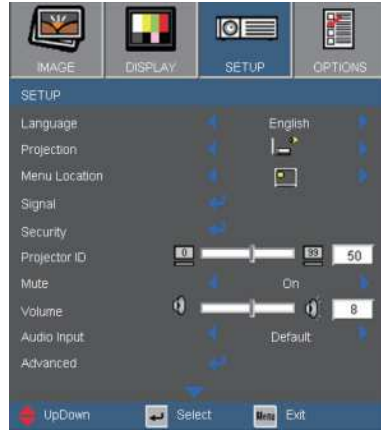 IMAGE DISPLAY SETUP OPTIONS
SETUP
Language English
Projection
Menu Location
Signal
Security
Projector ID 0 99 50
Mute On
Volume 8
Audio Input Default
Advanced
UpDown Select Menu Exit